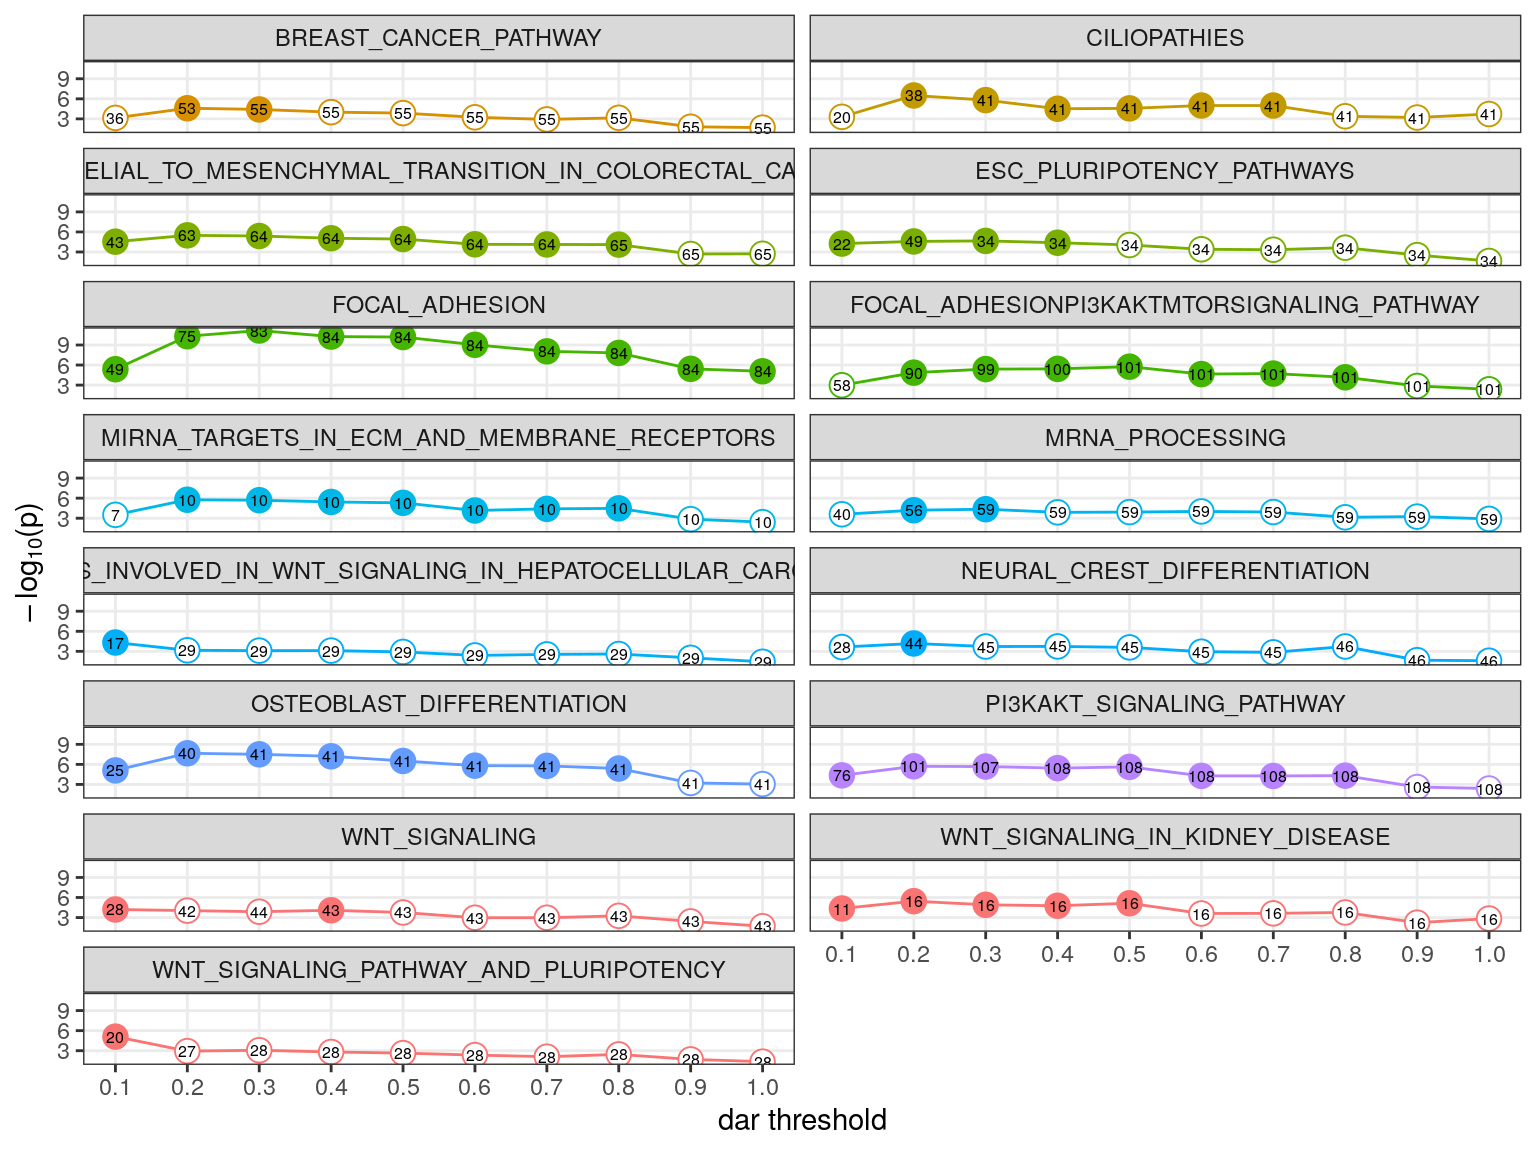 BREAST_CANCER_PATHWAY
CILIOPATHIES
9
6
3
36 53 55 55 55 55 55 55 55 55
20 38 41 41 41 41 41 41 41 41
ELIAL_TO_MESENCHYMAL_TRANSITION_IN_COLORECTAL_CA
ESC_PLURIPOTENCY_PATHWAYS
9
6
3
43 63 64 64 64 64 64 65 65 65
22 49 34 34 34 34 34 34 34 34
FOCAL_ADHESION
FOCAL_ADHESIONPI3KAKTMTORSIGNALING_PATHWAY
9
6
3
49 75 83 84 84 84 84 84 84 84
58 90 99 100 101 101 101 101 101 101
MIRNA_TARGETS_IN_ECM_AND_MEMBRANE_RECEPTORS
MRNA_PROCESSING
9
6
3
7 10 10 10 10 10 10 10 10 10
40 56 59 59 59 59 59 59 59 59
S_INVOLVED_IN_WNT_SIGNALING_IN_HEPATOCELLULAR_CARC
NEURAL_CREST_DIFFERENTIATION
9
6
3
17 29 29 29 29 29 29 29 29 29
28 44 45 45 45 45 45 46 46 46
OSTEOBLAST_DIFFERENTIATION
PI3KAKT_SIGNALING_PATHWAY
9
6
3
25 40 41 41 41 41 41 41 41 41
76 101 107 108 108 108 108 108 108 108
WNT_SIGNALING
WNT_SIGNALING_IN_KIDNEY_DISEASE
9
6
3
28 42 44 43 43 43 43 43 43 43
11 16 16 16 16 16 16 16 16 16
0.1 0.2 0.3 0.4 0.5 0.6 0.7 0.8 0.9 1.0
WNT_SIGNALING_PATHWAY_AND_PLURIPOTENCY
9
6
3
20 27 28 28 28 28 28 28 28 28
0.1 0.2 0.3 0.4 0.5 0.6 0.7 0.8 0.9 1.0
dar threshold
− log₁₀(p)